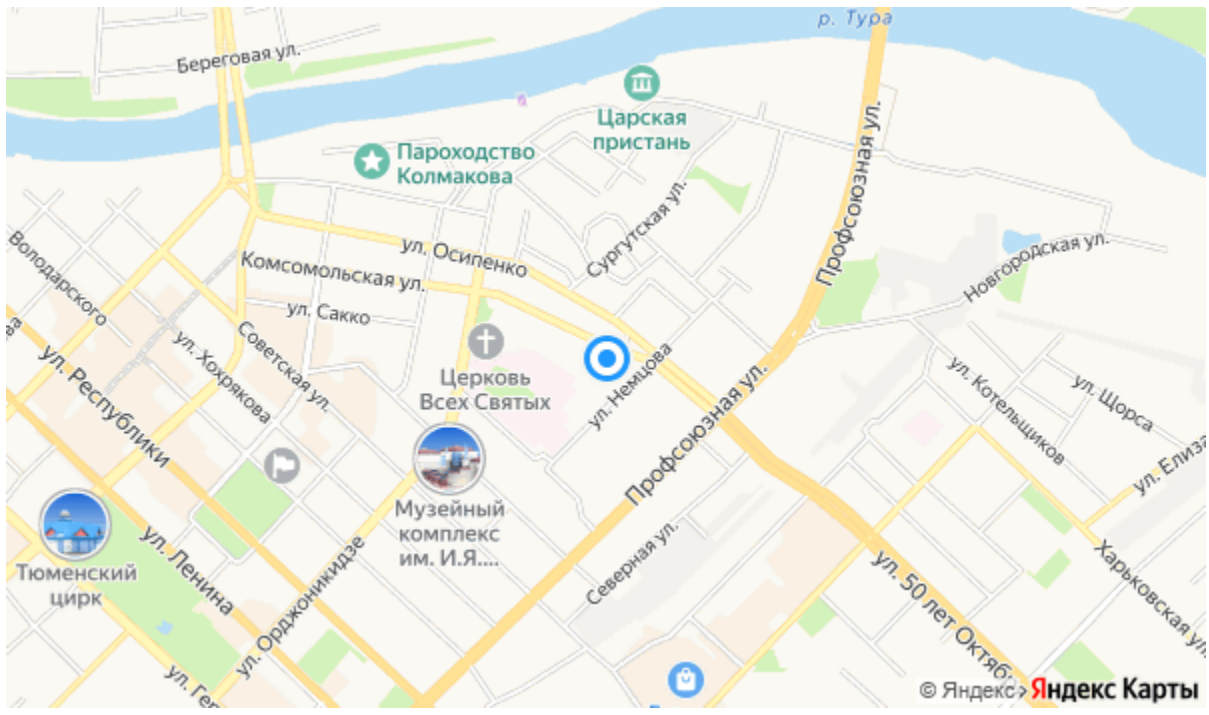 р. Тура
Береговая ул.
Царская
пристань
Пароходство
Колмакова
Профсоюзная ул.
Сургутская ул.
ул. Осипенко
Новгородская ул.
Володарского
Комсомольская ул.
ул. Сакко
ул. Хохрякова
Советская ул.
ул. Республики
Церковь
Всех Святых
ул. Немцова
Профсоюзная ул.
ул. Котельщиков
ул. Щорса
ул. Елиза
Музейный
комплекс
им. И.Я....
Тюменский
цирк
ул. Ленина
ул. Орджоникидзе
Северная ул.
ул. 50 лет Октябр
Харьковская ул.
ул. Гер
© Яндекс
Яндекс Карты